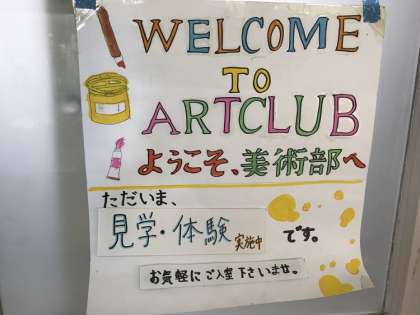 WELCOME
TO
ARTCLUB
ようこそ、美術部へ
ただいま、
見学・体験 実施中 です。
お気軽にご入室下さいませ。